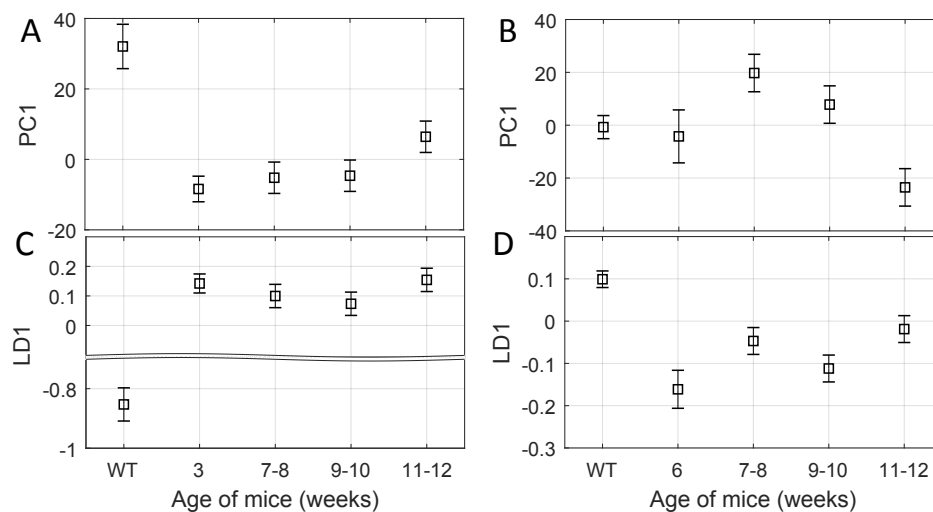 A
PC1
40
20
0
-20
B
PC1
40
20
0
-20
-40
C
LD1
0.2
0.1
0
-0.8
-1
WT 3 7-8 9-10 11-12
Age of mice (weeks)
D
LD1
0.1
0
-0.1
-0.2
-0.3
WT 6 7-8 9-10 11-12
Age of mice (weeks)